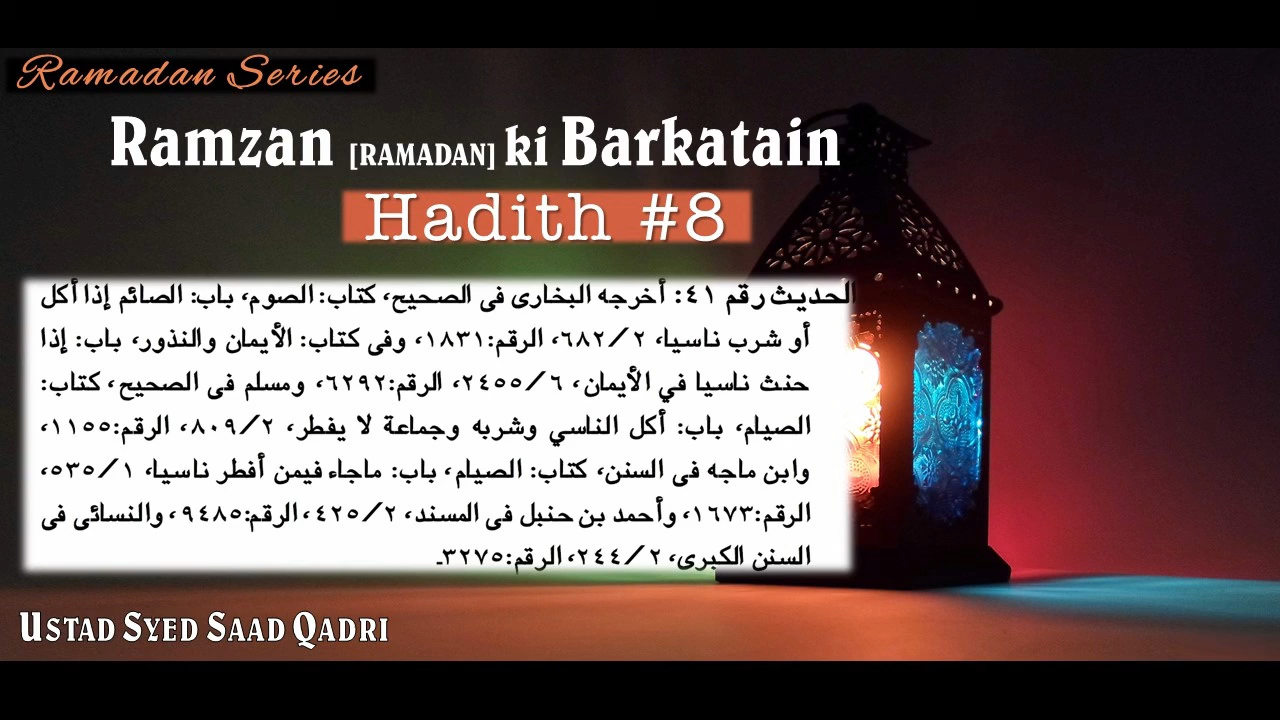 Ramadan Series
Ramzan [RAMADAN] ki Barkatain
Hadith #8
الحديث رقم ٤١: أخرجه البخارى فى الصحيح، كتاب: الصوم، باب: الصائم إذا أكل
أو شرب ناسيا، ٢/٦٨٢، الرقم:١٨٣١، وفى كتاب: الأيمان والنذور، باب: إذا
حنث ناسيا في الأيمان، ٦/٢٤٥٥، الرقم:٦٢٩٢، ومسلم فى الصحيح، كتاب:
الصيام، باب: أكل الناسي وشربه وجماعة لا يفطر، ٢/٨٠٩، الرقم:١١٥٥،
وابن ماجه فى السنن، كتاب: الصيام، باب: ماجاء فيمن أفطر ناسيا، ١/٥٣٥،
الرقم:١٦٧٣، وأحمد بن حنبل فى المسند، ٢/٤٢٥، الرقم:٩٤٨٥، والنسائى فى
السنن الكبرى، ٢/٢٤٤، الرقم:٣٢٧٥۔
Ustad Syed Saad Qadri